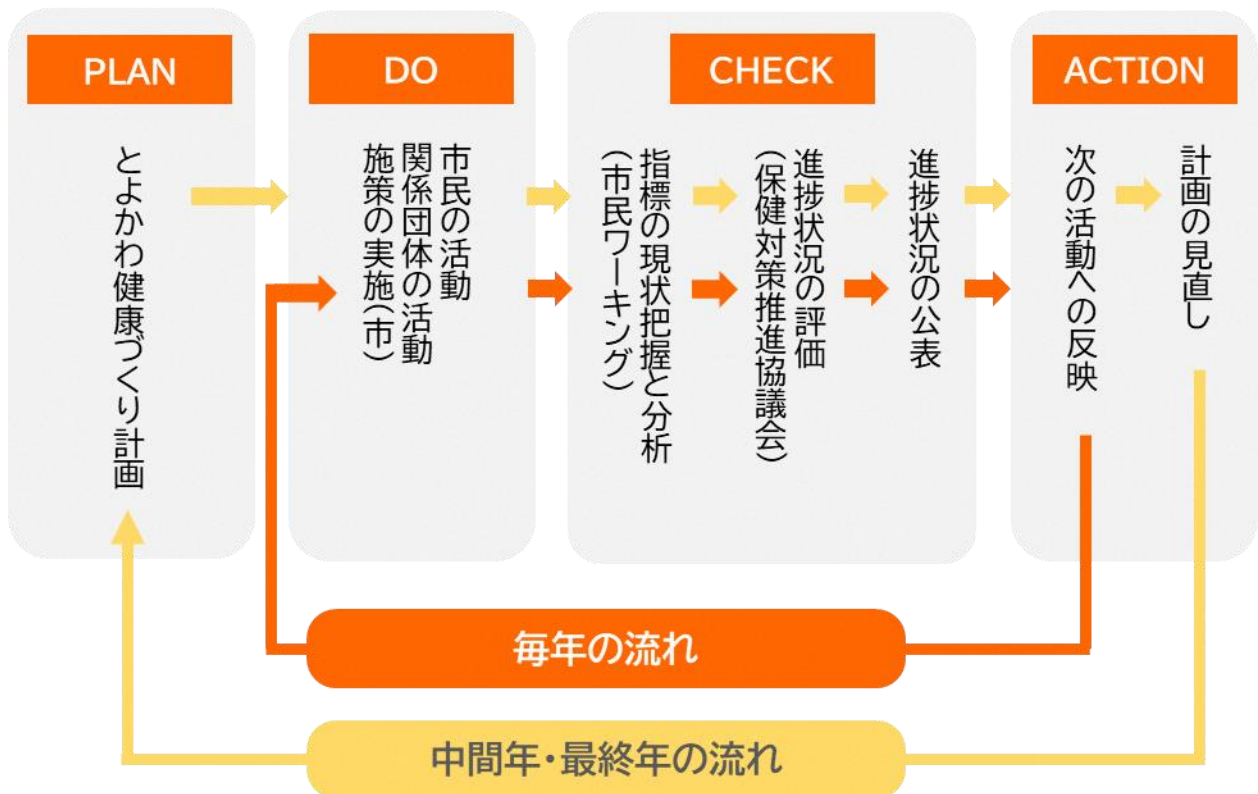 PLAN
とよかわ健康づくり計画
DO
市民の活動
関係団体の活動
施策の実施(市)
CHECK
指標の現状把握と分析
(市民ワーキング)
進捗状況の評価
(保健対策推進協議会)
進捗状況の公表
ACTION
次の活動への反映
計画の見直し
毎年の流れ
中間年・最終年の流れ